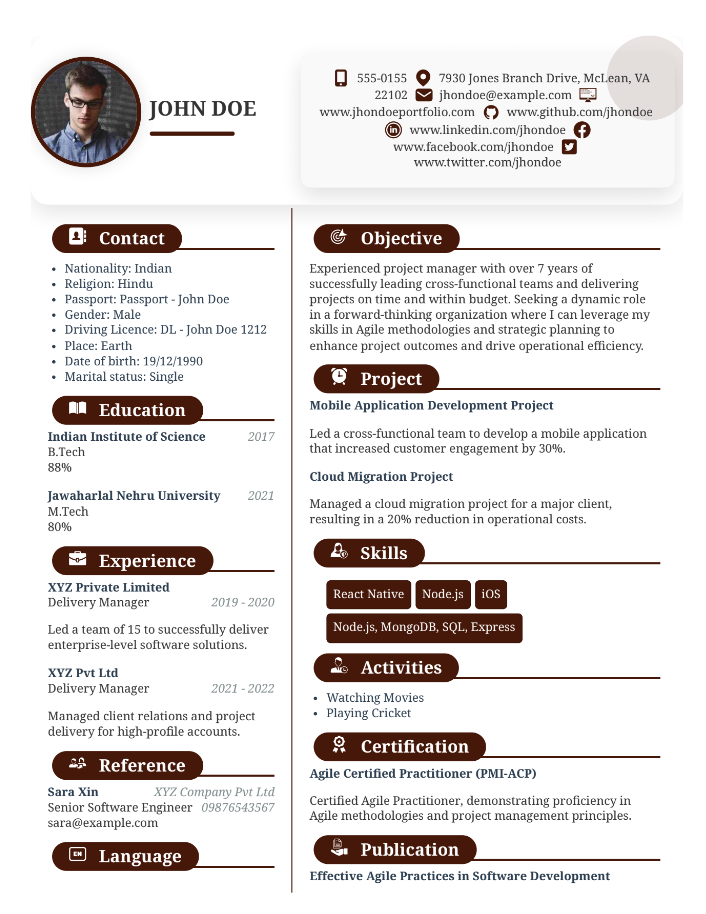 JOHN DOE
555-0155 7930 Jones Branch Drive, McLean, VA
22102 jhondoe@example.com
www.jhondoeportfolio.com www.github.com/jhondoe
www.linkedin.com/jhondoe
www.facebook.com/jhondoe
www.twitter.com/jhondoe
Contact
• Nationality: Indian
• Religion: Hindu
• Passport: Passport - John Doe
• Gender: Male
• Driving Licence: DL - John Doe 1212
• Place: Earth
• Date of birth: 19/12/1990
• Marital status: Single
Education
Indian Institute of Science 2017
B.Tech
88%
Jawaharlal Nehru University 2021
M.Tech
80%
Experience
XYZ Private Limited
Delivery Manager 2019 - 2020
Led a team of 15 to successfully deliver
enterprise-level software solutions.
XYZ Pvt Ltd
Delivery Manager 2021 - 2022
Managed client relations and project
delivery for high-profile accounts.
Reference
Sara Xin XYZ Company Pvt Ltd
Senior Software Engineer 09876543567
sara@example.com
EN Language
Objective
Experienced project manager with over 7 years of
successfully leading cross-functional teams and delivering
projects on time and within budget. Seeking a dynamic role
in a forward-thinking organization where I can leverage my
skills in Agile methodologies and strategic planning to
enhance project outcomes and drive operational efficiency.
Project
Mobile Application Development Project
Led a cross-functional team to develop a mobile application
that increased customer engagement by 30%.
Cloud Migration Project
Managed a cloud migration project for a major client,
resulting in a 20% reduction in operational costs.
Skills
React Native Node.js iOS
Node.js, MongoDB, SQL, Express
Activities
• Watching Movies
• Playing Cricket
Certification
Agile Certified Practitioner (PMI-ACP)
Certified Agile Practitioner, demonstrating proficiency in
Agile methodologies and project management principles.
Publication
Effective Agile Practices in Software Development